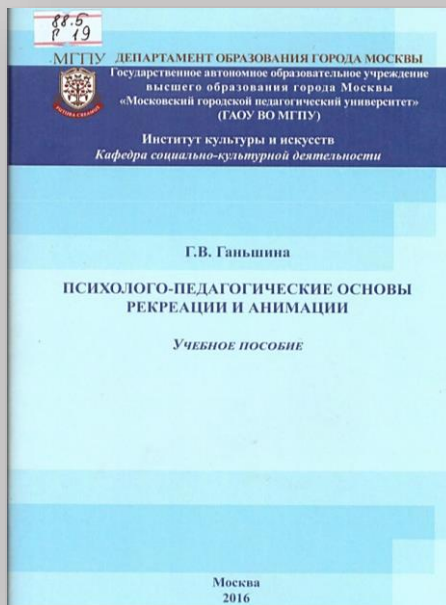 88.5
Г 19
МГПУ ДЕПАРТАМЕНТ ОБРАЗОВАНИЯ ГОРОДА МОСКВЫ
Государственное автономное образовательное учреждение
высшего образования города Москвы
«Московский городской педагогический университет»
(ГАОУ ВО МГПУ)
Институт культуры и искусств
Кафедра социально-культурной деятельности
Г.В. Ганьшина
ПСИХОЛОГО-ПЕДАГОГИЧЕСКИЕ ОСНОВЫ
РЕКРЕАЦИИ И АНИМАЦИИ
УЧЕБНОЕ ПОСОБИЕ
Москва
2016